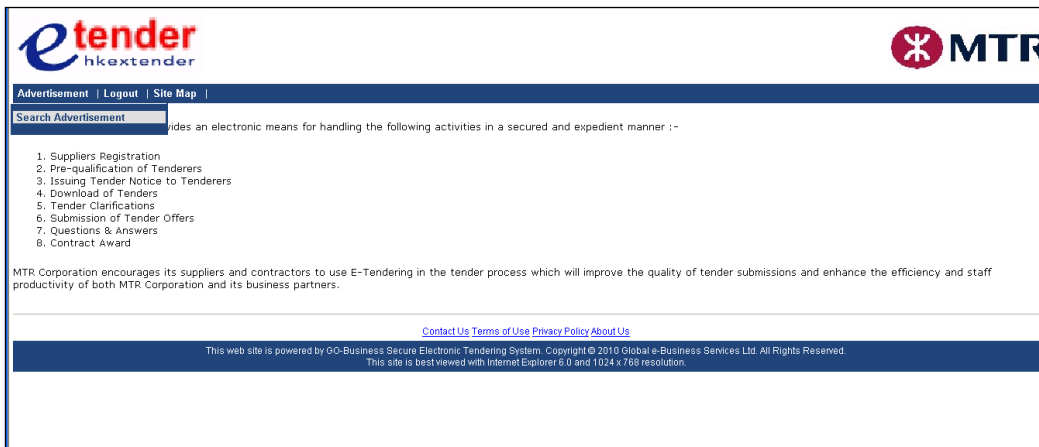 etender
hkextender
MTR
Advertisement | Logout | Site Map |
Search Advertisement
vides an electronic means for handling the following activities in a secured and expedient manner :-
1. Suppliers Registration
2. Pre-qualification of Tenderers
3. Issuing Tender Notice to Tenderers
4. Download of Tenders
5. Tender Clarifications
6. Submission of Tender Offers
7. Questions & Answers
8. Contract Award
MTR Corporation encourages its suppliers and contractors to use E-Tendering in the tender process which will improve the quality of tender submissions and enhance the efficiency and staff
productivity of both MTR Corporation and its business partners.
Contact Us Terms of Use Privacy Policy About Us
This web site is powered by GO-Business Secure Electronic Tendering System. Copyright © 2010 Global e-Business Services Ltd. All Rights Reserved.
This site is best viewed with Internet Explorer 6.0 and 1024 x 768 resolution.